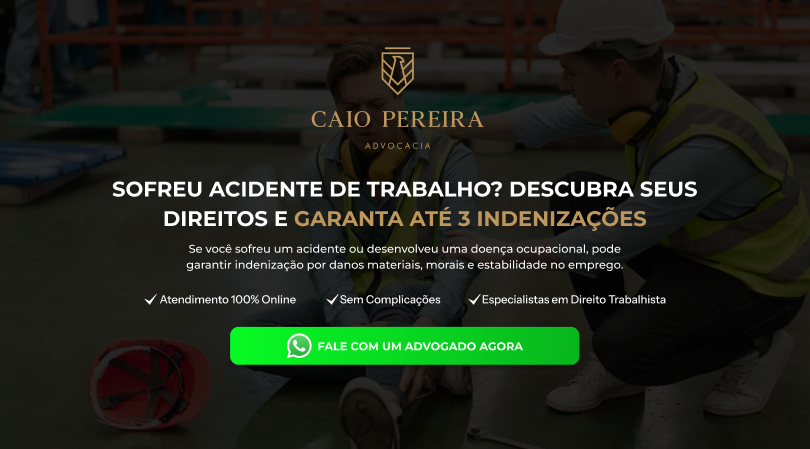 CAIO PEREIRA
ADVOCACIA
SOFREU ACIDENTE DE TRABALHO? DESCUBRA SEUS
DIREITOS E GARANTA ATÉ 3 INDENIZAÇÕES
Se você sofreu um acidente ou desenvolveu uma doença ocupacional, pode
garantir indenização por danos materiais, morais e estabilidade no emprego.
Atendimento 100% Online Sem Complicações Especialistas em Direito Trabalhista
FALE COM UM ADVOGADO AGORA